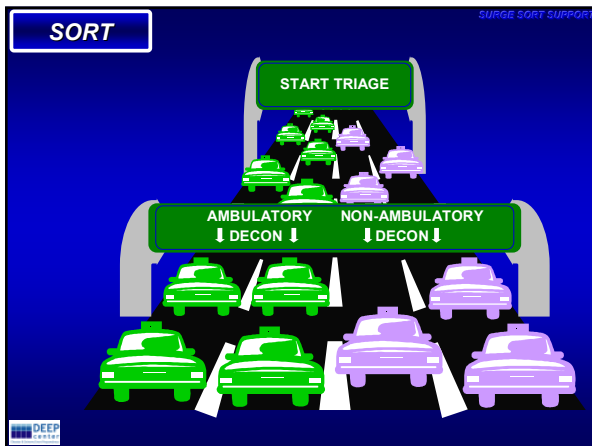 SORT
SURGE SORT SUPPORT
START TRIAGE
AMBULATORY NON-AMBULATORY
⬇DECON⬇ ⬇DECON⬇
DEEP
center